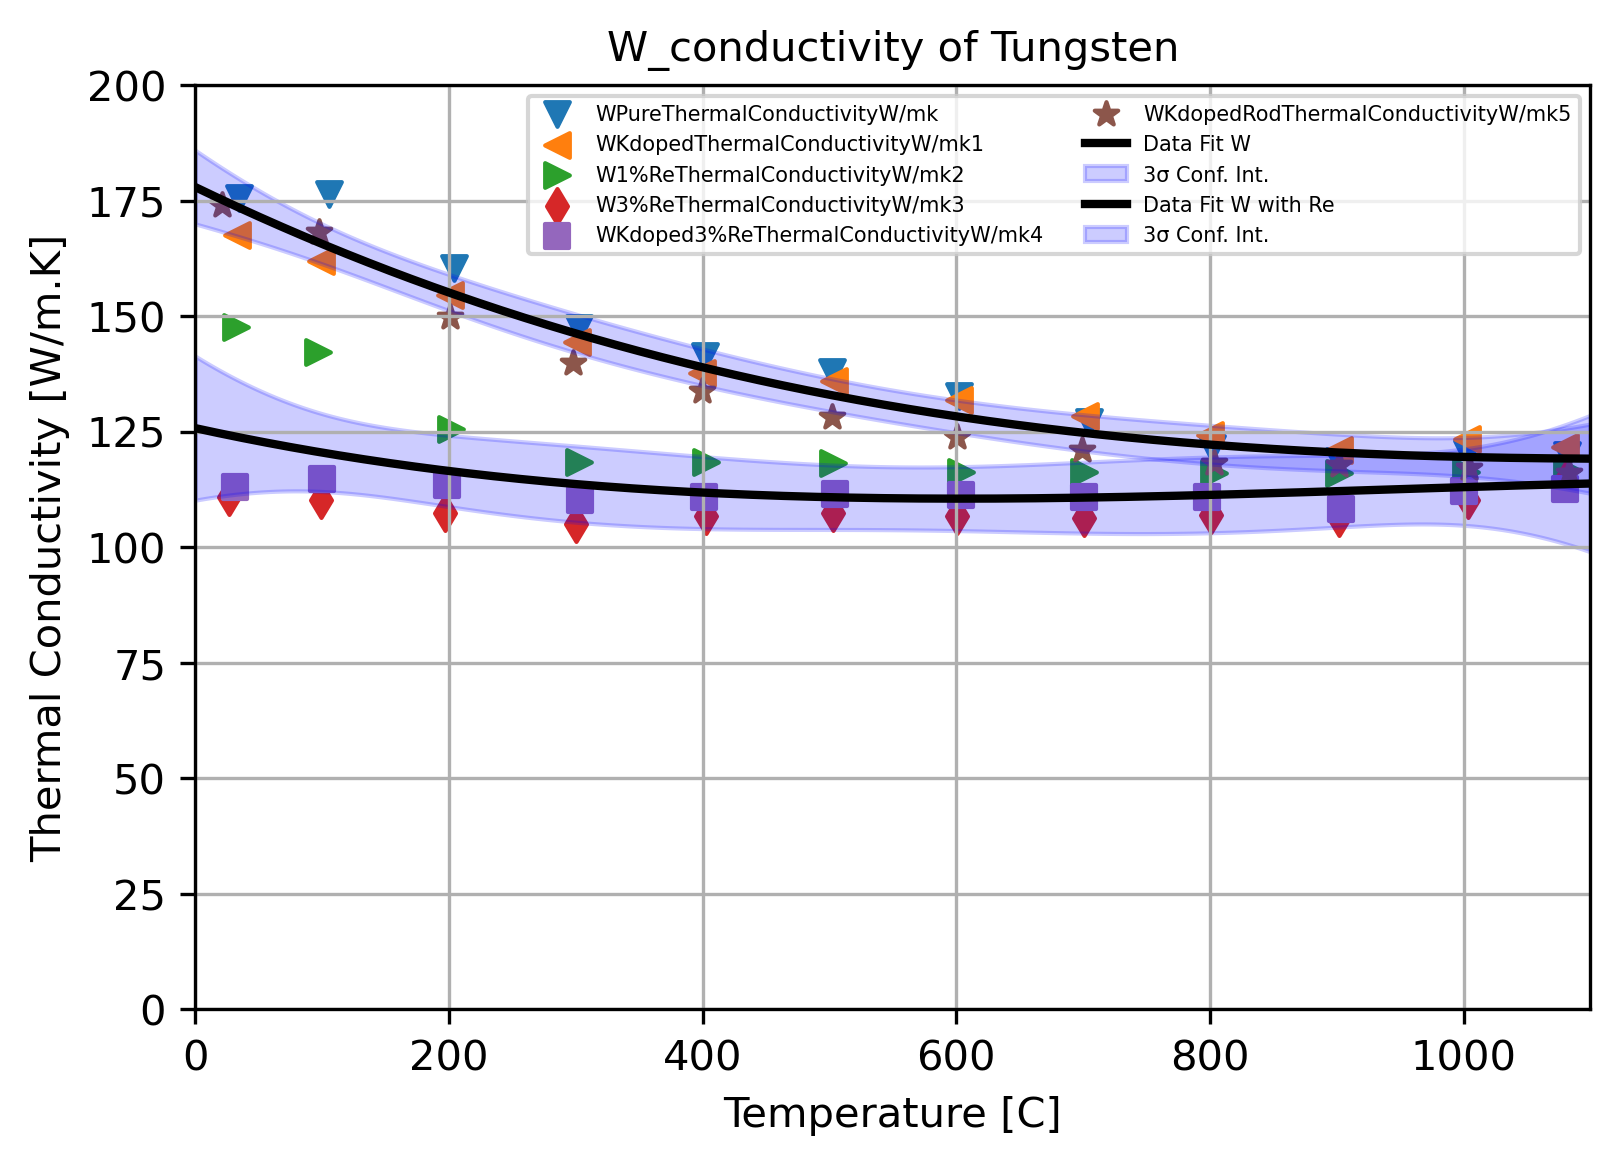 W_conductivity of Tungsten
200
175
150
125
100
75
50
25
0
Thermal Conductivity [W/m.K]
WPureThermalConductivityW/mk
WKdopedThermalConductivityW/mk1
W1%ReThermalConductivityW/mk2
W3%ReThermalConductivityW/mk3
WKdoped3%ReThermalConductivityW/mk4
WKdopedRodThermalConductivityW/mk5
Data Fit W
3σ Conf. Int.
Data Fit W with Re
3σ Conf. Int.
0 200 400 600 800 1000
Temperature [C]